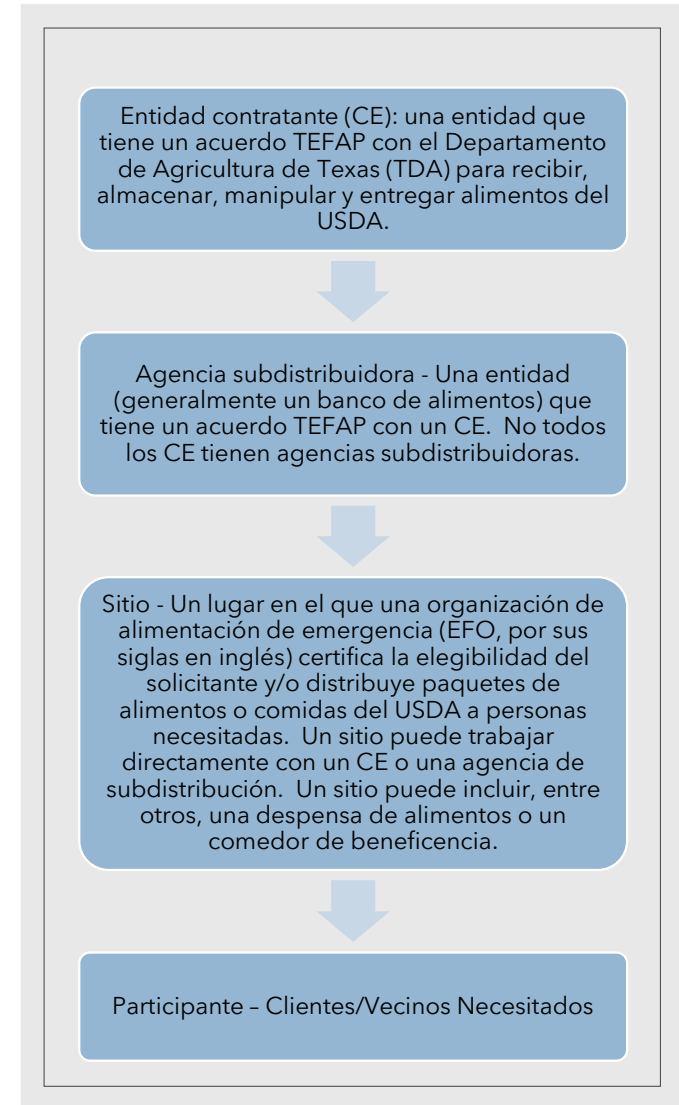 Entidad contratante (CE): una entidad que
tiene un acuerdo TEFAP con el Departamento
de Agricultura de Texas (TDA) para recibir,
almacenar, manipular y entregar alimentos del
USDA.
Agencia subdistribuidora - Una entidad
(generalmente un banco de alimentos) que
tiene un acuerdo TEFAP con un CE.  No todos
los CE tienen agencias subdistribuidoras.
Sitio - Un lugar en el que una organización de
alimentación de emergencia (EFO, por sus
siglas en inglés) certifica la elegibilidad del
solicitante y/o distribuye paquetes de
alimentos o comidas del USDA a personas
necesitadas.  Un sitio puede trabajar
directamente con un CE o una agencia de
subdistribución.  Un sitio puede incluir, entre
otros, una despensa de alimentos o un
comedor de beneficencia.
Participante – Clientes/Vecinos Necesitados